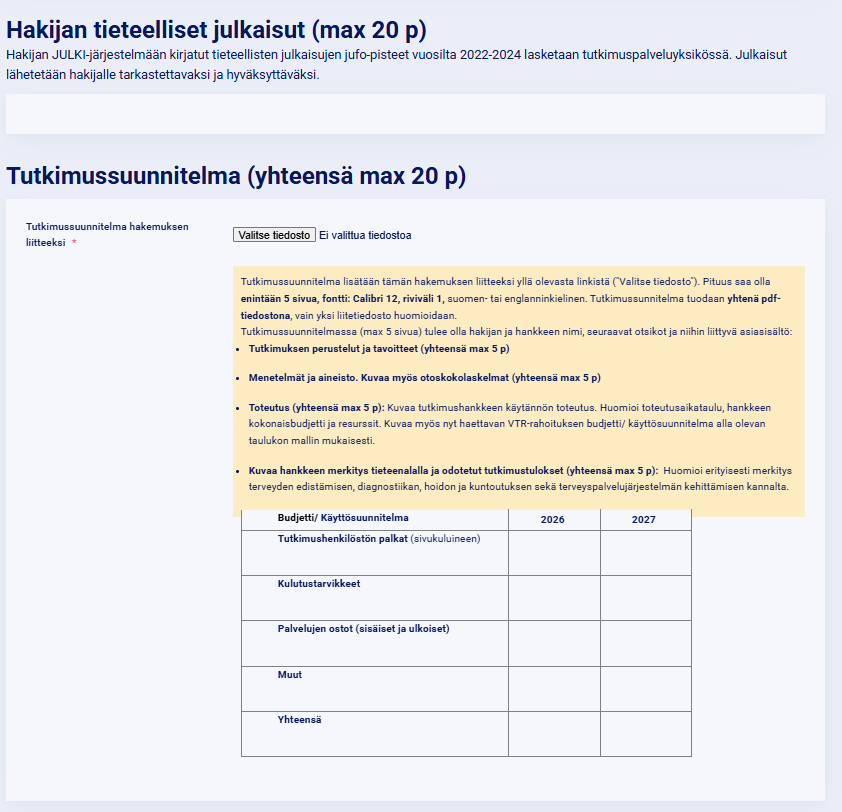 Hakijan tieteelliset julkaisut (max 20 p)
Hakijan JULKI-järjestelmään kirjatut tieteellisten julkaisujen jufo-pisteet vuosilta 2022-2024 lasketaan tutkimuspalveluyksikössä. Julkaisut
lähetetään hakijalle tarkastettavaksi ja hyväksyttäväksi.
Tutkimussuunnitelma (yhteensä max 20 p)
Tutkimussuunnitelma hakemuksen
liitteeksi *
Valitse tiedosto Ei valittua tiedostoa
Tutkimussuunnitelma lisätään tämän hakemuksen liitteeksi yllä olevasta linkistä ("Valitse tiedosto"). Pituus saa olla
enintään 5 sivua, fontti: Calibri 12, riviväli 1, suomen- tai englanninkielinen. Tutkimussunnitelma tuodaan yhtenä pdf-
tiedostona, vain yksi liitetiedosto huomioidaan.
Tutkimussuunnitelmassa (max 5 sivua) tulee olla hakijan ja hankkeen nimi, seuraavat otsikot ja niihin liittyvä asiasisältö:
• Tutkimuksen perustelut ja tavoitteet (yhteensä max 5 p)
• Menetelmät ja aineisto. Kuvaa myös otoskokolaskelmat (yhteensä max 5 p)
• Toteutus (yhteensä max 5 p): Kuvaa tutkimushankkeen käytännön toteutus. Huomioi toteutusaikataulu, hankkeen
kokonaisbudjetti ja resurssit. Kuvaa myös nyt haettavan VTR-rahoituksen budjetti/ käyttösuunnitelma alla olevan
taulukon mallin mukaisesti.
• Kuvaa hankkeen merkitys tieteenalalla ja odotetut tutkimustulokset (yhteensä max 5 p): Huomioi erityisesti merkitys
terveyden edistämisen, diagnostiikan, hoidon ja kuntoutuksen sekä terveyspalvelujärjestelmän kehittämisen kannalta.
Budjetti/ Käyttösuunnitelma 2026 2027
Tutkimushenkilöstön palkat (sivukuluineen)
Kulutustarvikkeet
Palvelujen ostot (sisäiset ja ulkoiset)
Muut
Yhteensä